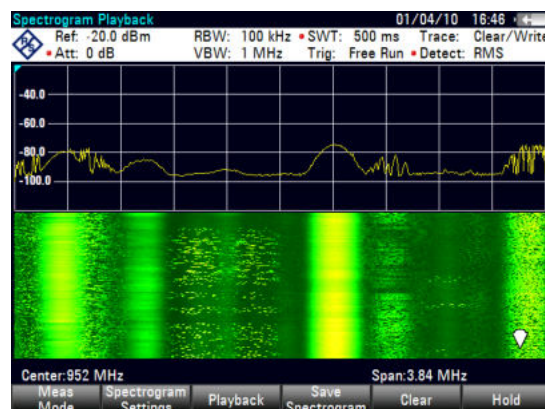 Spectrogram Playback 01/04/10 16:46
Ref: -20.0 dBm RBW: 100 kHz SWT: 500 ms Trace: Clear/Write
Att: 0 dB VBW: 1 MHz Trig: Free Run Detect: RMS
-40.0
-60.0
-80.0
-100.0
Center:952 MHz Span:3.84 MHz
Meas Mode Spectrogram Settings Playback Save Spectrogram Clear Hold